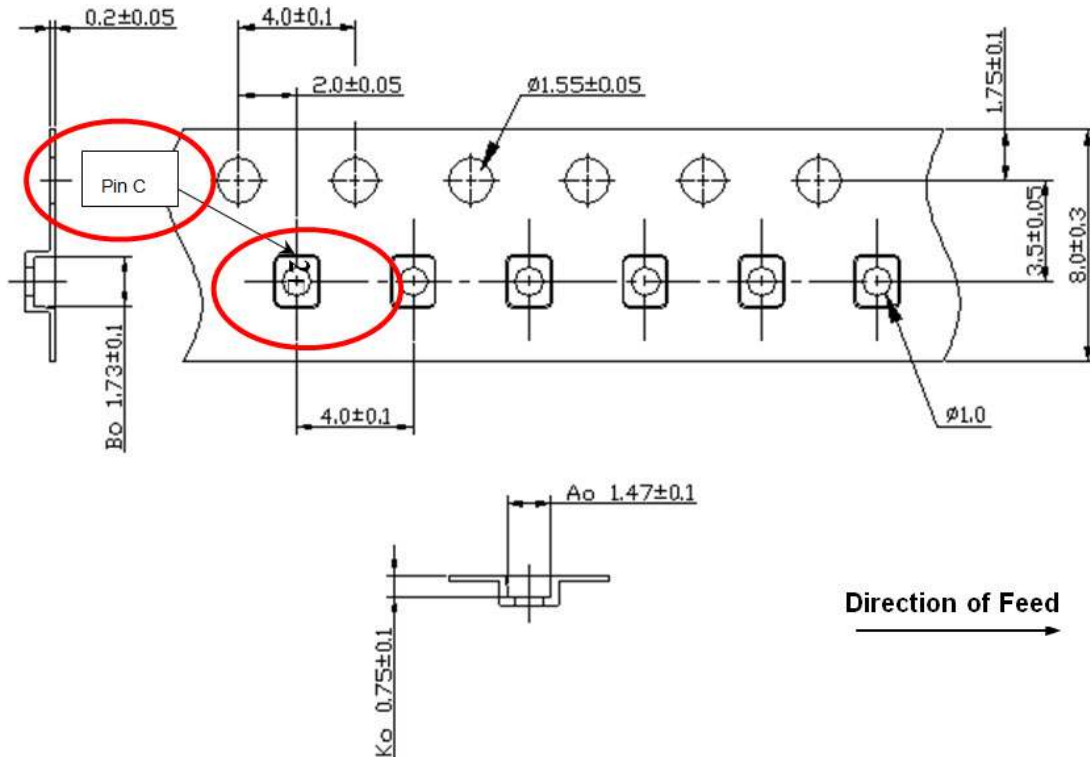 0.2±0.05
4.0±0.1
2.0±0.05
ø1.55±0.05
1.75±0.1
Pin C
3.5±0.05
8.0±0.3
Bo 1.73±0.1
4.0±0.1
ø1.0
Ao 1.47±0.1
Ko 0.75±0.1
Direction of Feed